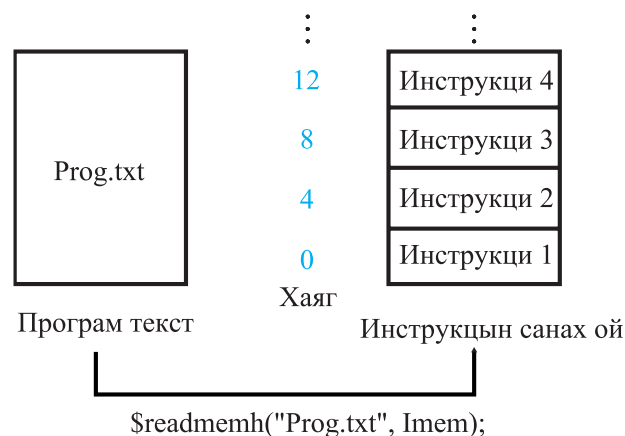 Prog.txt
Програм текст
12
8
4
0
Хаяг
Инструкци 4
Инструкци 3
Инструкци 2
Инструкци 1
Инструкцын санах ой
$readmemh("Prog.txt", Imem);